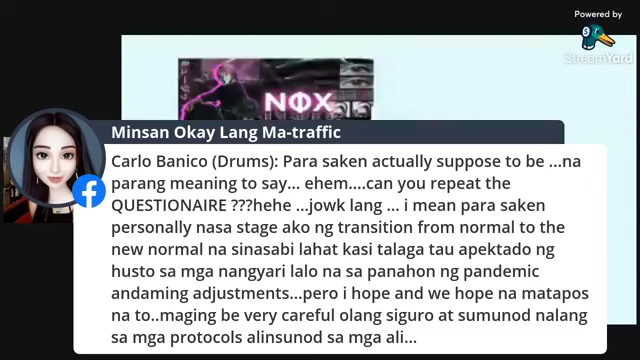 Powered by
StreamYard
NΦX
Minsan Okay Lang Ma-traffic
Carlo Banico (Drums): Para saken actually suppose to be ...na
parang meaning to say... ehem....can you repeat the
QUESTIONAIRE ???hehe ...jowk lang ... i mean para saken
personally nasa stage ako ng transition from normal to the
new normal na sinasabi lahat kasi talaga tau apektado ng
husto sa mga nangyari lalo na sa panahon ng pandemic
andaming adjustments...pero i hope and we hope na matapos
na to..maging be very careful olang siguro at sumunod nalang
sa mga protocols alinsunod sa mga ali...